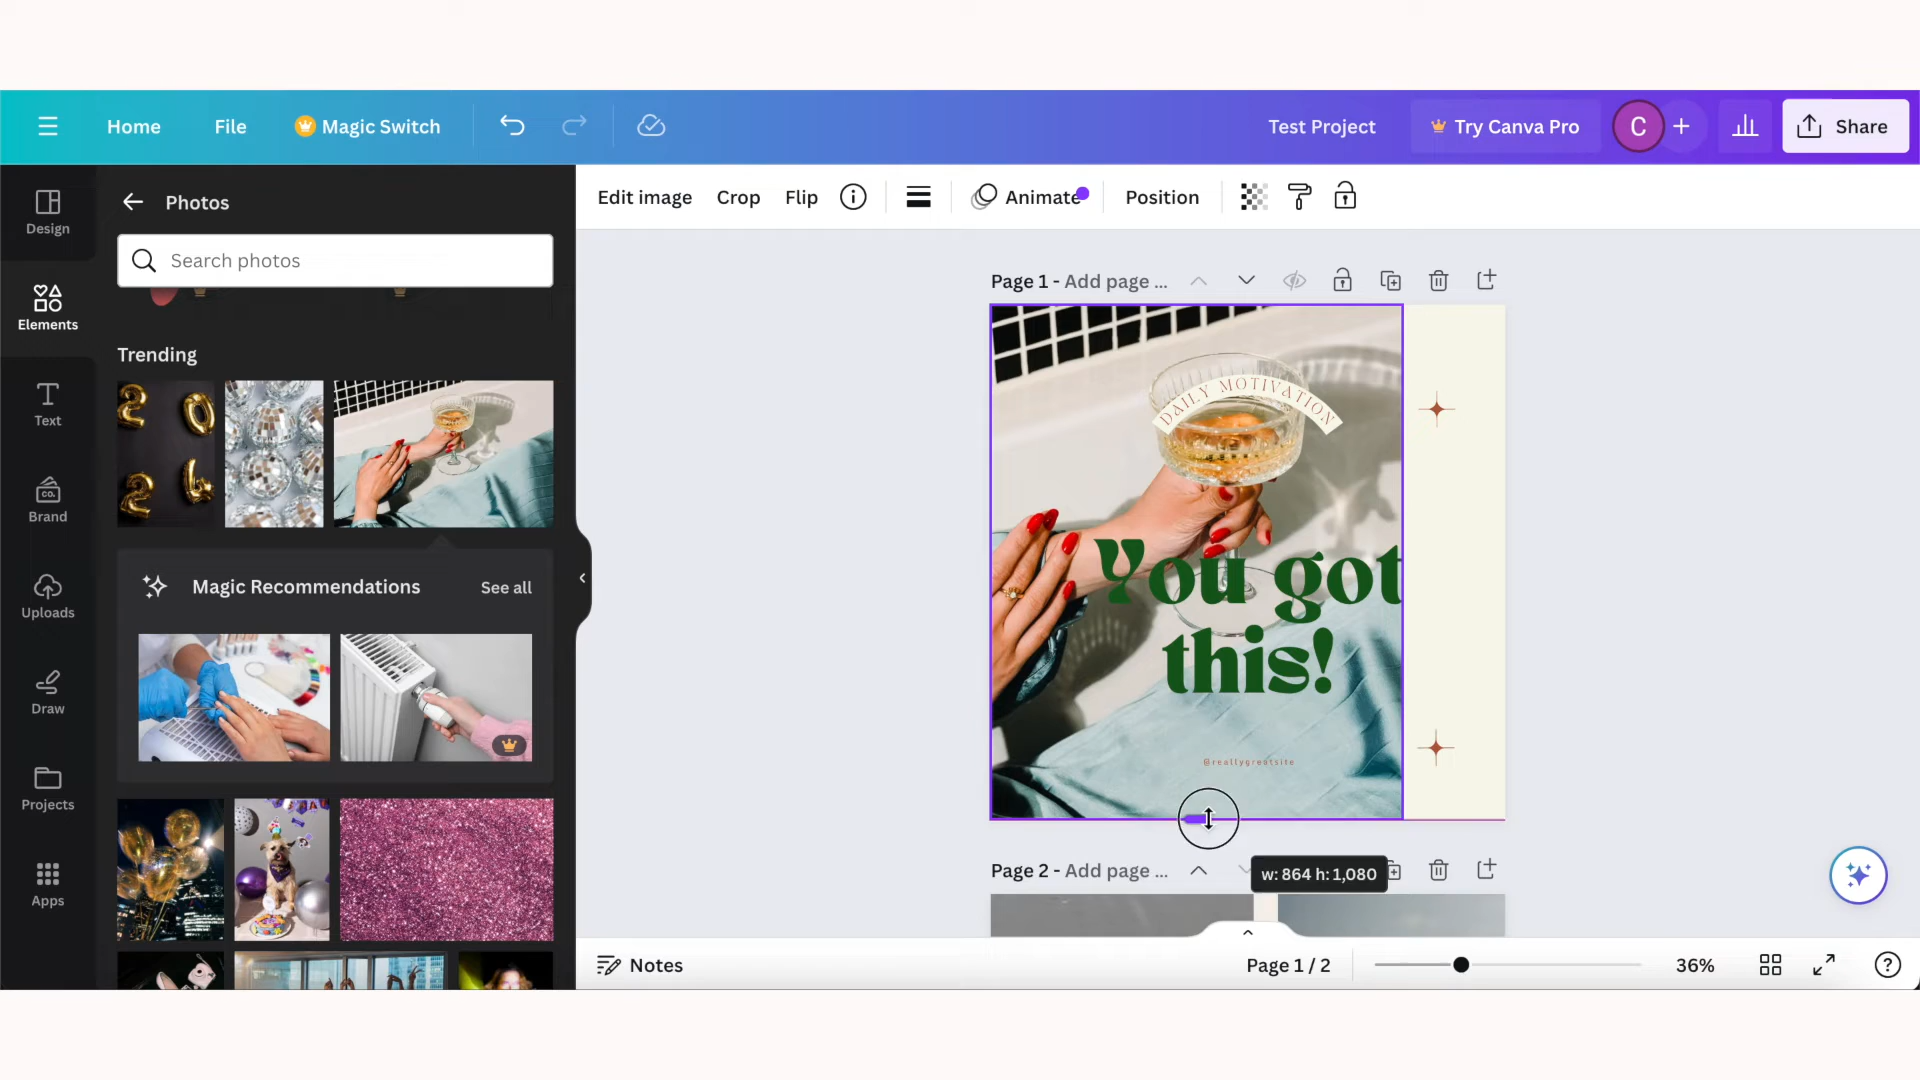 Home File Magic Switch Test Project Try Canva Pro C Share
Design
Elements
Text
Brand
CO.
Uploads
Draw
Projects
Apps
Photos
Search photos
Trending
Magic Recommendations See all
Edit image Crop Flip Animate Position
Page 1 - Add page ...
DAILY MOTIVATION
You got
this!
@reallygreatsite
Page 2 - Add page ...
w: 864 h: 1,080
Notes Page 1 / 2 36%